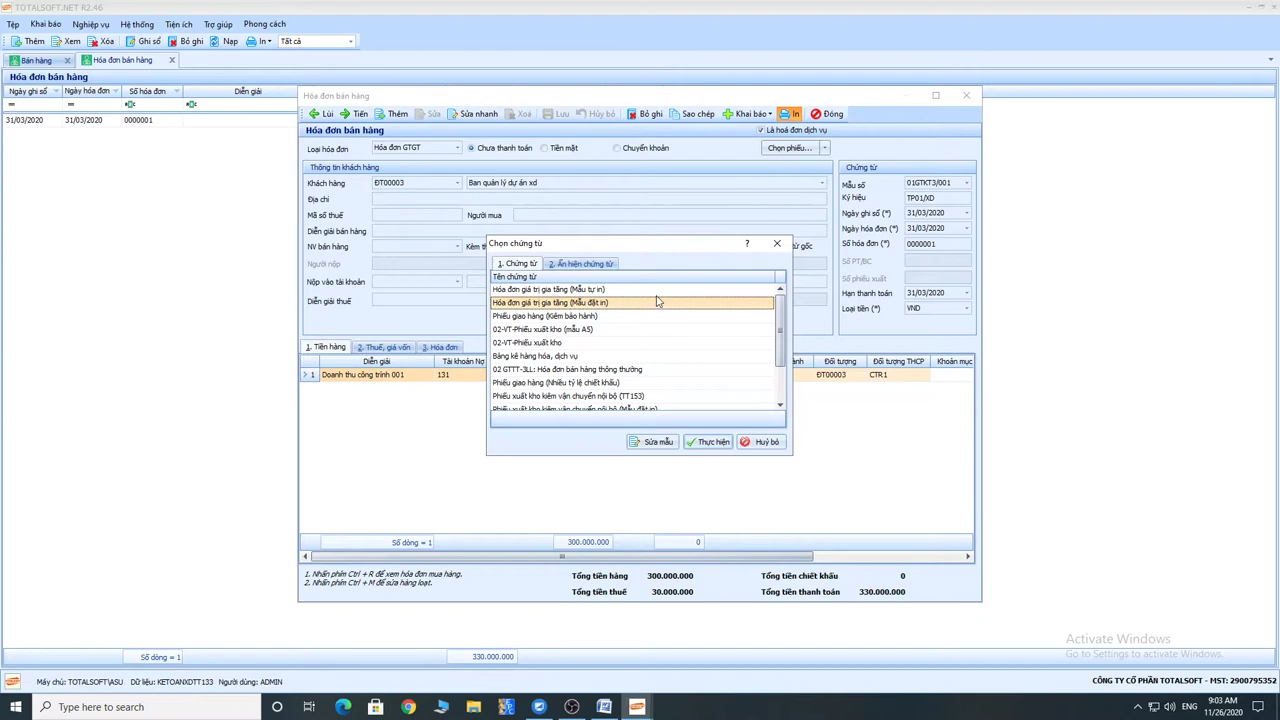 TOTALSOFT.NET R2.46
Tệp Khai báo Nghiệp vụ Hệ thống Tiện ích Trợ giúp Phong cách
Thêm Xem Xóa Ghi sổ Bỏ ghi Nạp In Tất cả
Bán hàng Hóa đơn bán hàng
Hóa đơn bán hàng
Ngày ghi sổ Ngày hóa đơn Số hóa đơn Diễn giải
31/03/2020 31/03/2020 0000001
Hóa đơn bán hàng
Lùi Tiến Thêm Sửa Sửa nhanh Xoá Lưu Hủy bỏ Bỏ ghi Sao chép Khai báo In Đóng
Hóa đơn bán hàng Là hoá đơn dịch vụ
Loại hóa đơn Hóa đơn GTGT Chưa thanh toán Tiền mặt Chuyển khoản Chọn phiếu...
Thông tin khách hàng Chứng từ
Khách hàng ĐT00003 Ban quản lý dự án xd Mẫu số 01GTKT3/001
Địa chỉ Ký hiệu TP01/XD
Mã số thuế Người mua Ngày ghi sổ (*) 31/03/2020
Diễn giải bán hàng Ngày hóa đơn (*) 31/03/2020
NV bán hàng Kèm th từ gốc Số hóa đơn (*) 0000001
Người nộp Số PT/BC
Nộp vào tài khoản Số phiếu xuất
Diễn giải thuế Hạn thanh toán 31/03/2020
Loại tiền (*) VND
Chọn chứng từ ?
1. Chứng từ 2. Ẩn hiện chứng từ
Tên chứng từ
Hóa đơn giá trị gia tăng (Mẫu tự in)
Hóa đơn giá trị gia tăng (Mẫu đặt in)
Phiếu giao hàng (Kiêm bảo hành)
02-VT-Phiếu xuất kho (mẫu A5)
02-VT-Phiếu xuất kho
Bảng kê hàng hóa, dịch vụ
02 GTTT-3LL: Hóa đơn bán hàng thông thường
Phiếu giao hàng (Nhiều tỷ lệ chiết khấu)
Phiếu xuất kho kiêm vận chuyển nội bộ (TT153)
Phiếu xuất kho kiêm vận chuyển nội bộ (Mẫu đặt in)
Sửa mẫu Thực hiện Huỷ bỏ
1. Tiền hàng 2. Thuế, giá vốn 3. Hóa đơn
Diễn giải Tài khoản Nợ Đối tượng Đối tượng THCP Khoản mục
1 Doanh thu công trình 001 131 ĐT00003 CTR1
Số dòng = 1 300.000.000 0
1. Nhấn phím Ctrl + R để xem hóa đơn mua hàng.
2. Nhấn phím Ctrl + M để sửa hàng loạt.
Tổng tiền hàng 300.000.000 Tổng tiền chiết khấu 0
Tổng tiền thuế 30.000.000 Tổng tiền thanh toán 330.000.000
Activate Windows
Go to Settings to activate Windows.
Số dòng = 1 330.000.000
Máy chủ: TOTALSOFT\ASU Dữ liệu: KETOANXDTT133 Người dùng: ADMIN CÔNG TY CỔ PHẦN TOTALSOFT - MST: 2900795352
Type here to search ENG 9:03 AM
11/26/2020